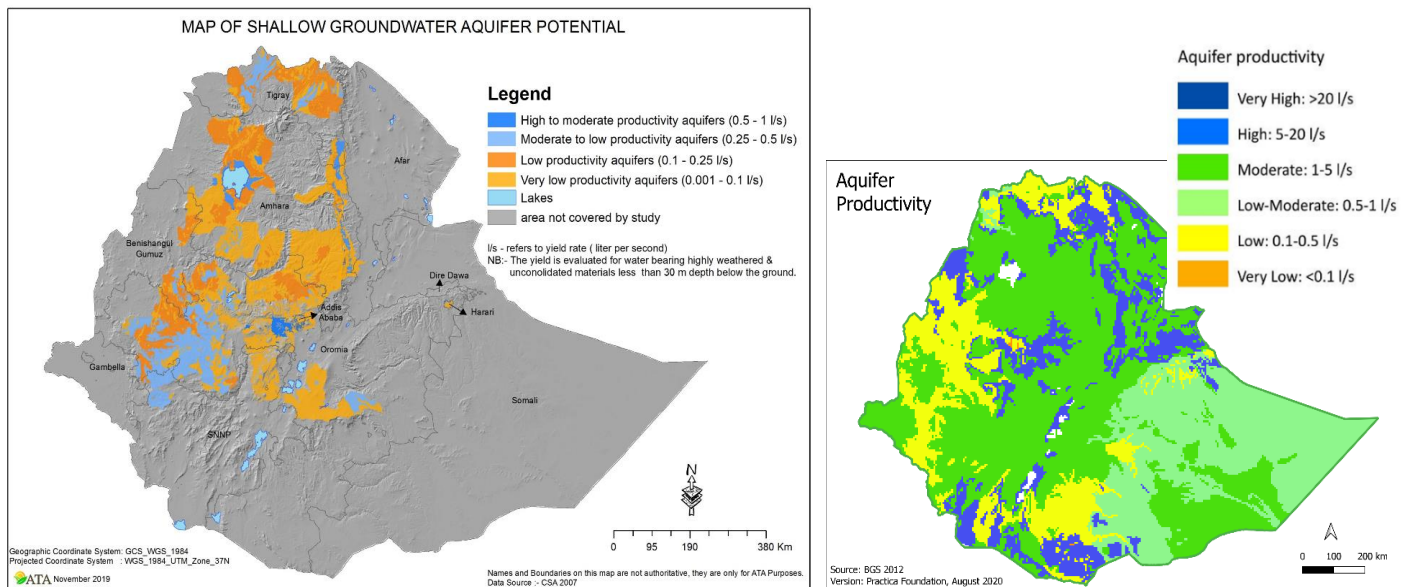 MAP OF SHALLOW GROUNDWATER AQUIFER POTENTIAL
Legend
High to moderate productivity aquifers (0.5 - 1 l/s)
Moderate to low productivity aquifers (0.25 - 0.5 l/s)
Low productivity aquifers (0.1 - 0.25 l/s)
Very low productivity aquifers (0.001 - 0.1 l/s)
Lakes
area not covered by study
l/s - refers to yield rate ( liter per second)
NB:- The yield is evaluated for water bearing highly weathered &
unconsolidated materials less than 30 m depth below the ground.
Tigray
Afar
Amhara
Benishangul
Gumuz
Dire Dawa
Harari
Addis
Ababa
Oromia
Gambella
Somali
SNNP
N
0 95 190 380 Km
Geographic Coordinate System: GCS_WGS_1984
Projected Coordinate System : WGS_1984_UTM_Zone_37N
ATA November 2019
Names and Boundaries on this map are not authoritative, they are only for ATA Purposes.
Data Source :- CSA 2007
Aquifer productivity
Very High: >20 l/s
High: 5-20 l/s
Moderate: 1-5 l/s
Low-Moderate: 0.5-1 l/s
Low: 0.1-0.5 l/s
Very Low: <0.1 l/s
Aquifer
Productivity
N
0 100 200 km
Source: BGS 2012
Version: Practica Foundation, August 2020